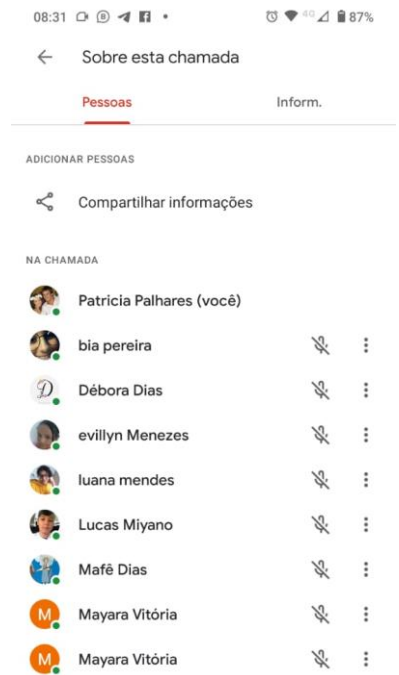 08:31 4G 87%
Sobre esta chamada
Pessoas Inform.
ADICIONAR PESSOAS
Compartilhar informações
NA CHAMADA
Patricia Palhares (você)
bia pereira
D Débora Dias
evillyn Menezes
luana mendes
Lucas Miyano
Mafê Dias
M Mayara Vitória
M Mayara Vitória